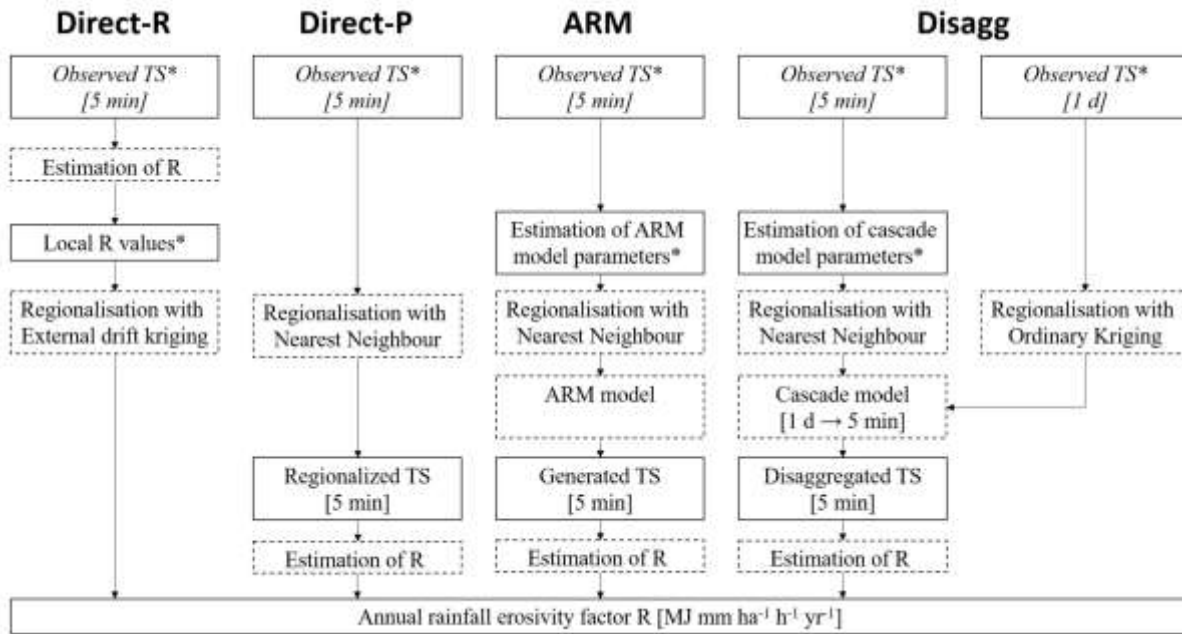 Direct-R
Direct-P
ARM
Disagg
Observed TS*
[5 min]
Observed TS*
[5 min]
Observed TS*
[5 min]
Observed TS*
[5 min]
Observed TS*
[1 d]
Estimation of R
Local R values*
Estimation of ARM
model parameters*
Estimation of cascade
model parameters*
Regionalisation with
External drift kriging
Regionalisation with
Nearest Neighbour
Regionalisation with
Nearest Neighbour
Regionalisation with
Nearest Neighbour
Regionalisation with
Ordinary Kriging
ARM model
Cascade model
[1 d → 5 min]
Regionalized TS
[5 min]
Generated TS
[5 min]
Disaggregated TS
[5 min]
Estimation of R
Estimation of R
Estimation of R
Annual rainfall erosivity factor R [MJ mm ha⁻¹ h⁻¹ yr⁻¹]